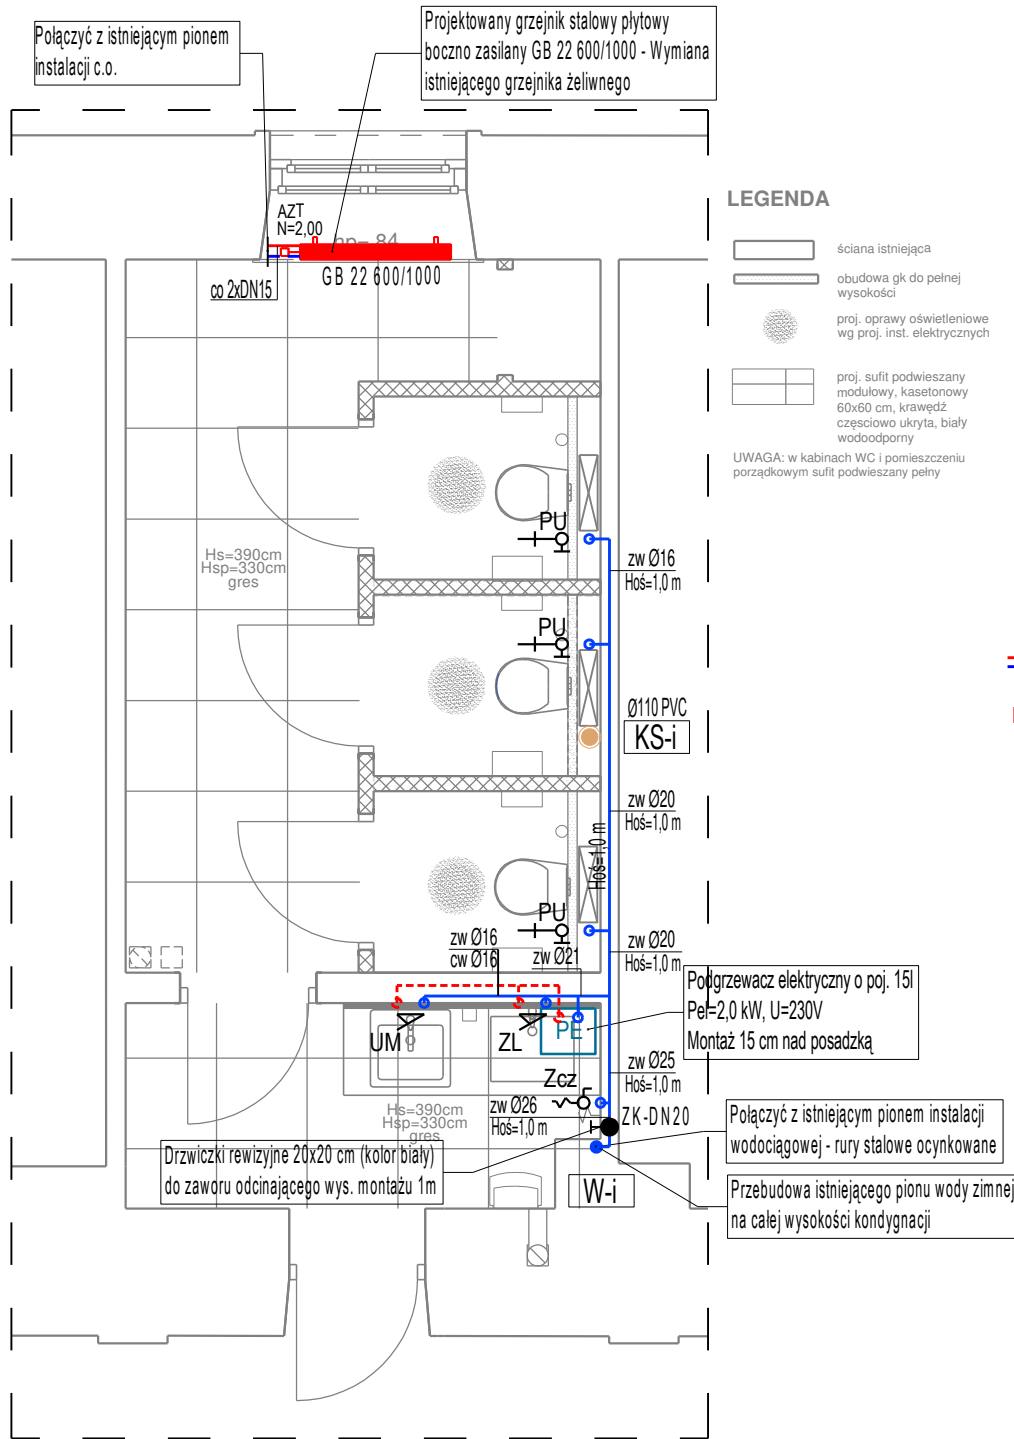 Połączyć z istniejącym pionem
instalacji c.o.
Projektowany grzejnik stalowy płytowy
boczno zasilany GB 22 600/1000 - Wymiana
istniejącego grzejnika żeliwnego
LEGENDA
ściana istniejąca
obudowa gk do pełnej
wysokości
proj. oprawy oświetleniowe
wg proj. inst. elektrycznych
proj. sufit podwieszany
modułowy, kasetonowy
60x60 cm, krawędź
częsciowo ukryta, biały
wodoodporny
UWAGA: w kabinach WC i pomieszczeniu
porządkowym sufit podwieszany pełny
AZT
N=2,00
hp= 84
GB 22 600/1000
co 2xDN15
PU
zw Ø16
Hoś=1,0 m
Hs=390cm
Hsp=330cm
gres
PU
Ø110 PVC
KS-i
zw Ø20
Hoś=1,0 m
Hoś=1,0 m
PU
zw Ø16
cw Ø16
zw Ø21
zw Ø20
Hoś=1,0 m
Podgrzewacz elektryczny o poj. 15l
Pel=2,0 kW, U=230V
Montaż 15 cm nad posadzką
UM
ZL
PE
zw Ø25
Hoś=1,0 m
Zcz
zw Ø26
Hoś=1,0 m
ZK-DN20
Hs=390cm
Hsp=330cm
gres
Połączyć z istniejącym pionem instalacji
wodociągowej - rury stalowe ocynkowane
Drzwiczki rewizyjne 20x20 cm (kolor biały)
do zaworu odcinającego wys. montażu 1m
W-i
Przebudowa istniejącego pionu wody zimnej
na całej wysokości kondygnacji